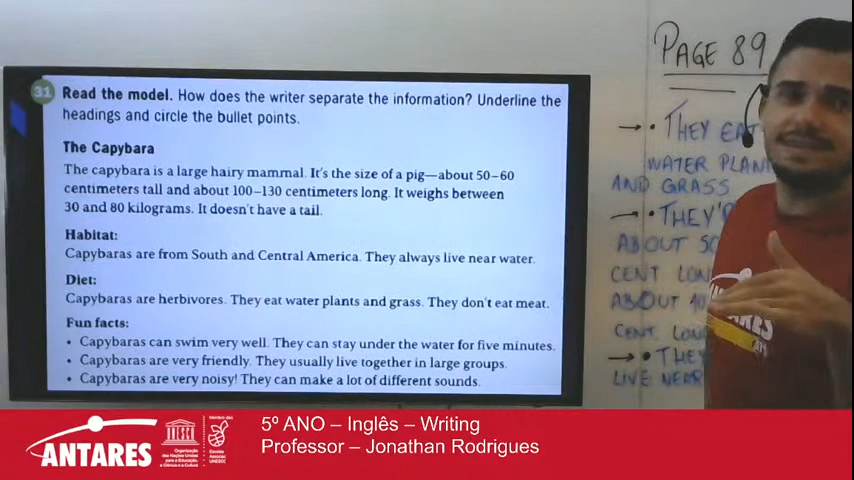 31 Read the model. How does the writer separate the information? Underline the
headings and circle the bullet points.
The Capybara
The capybara is a large hairy mammal. It's the size of a pig—about 50–60
centimeters tall and about 100–130 centimeters long. It weighs between
30 and 80 kilograms. It doesn't have a tail.
Habitat:
Capybaras are from South and Central America. They always live near water.
Diet:
Capybaras are herbivores. They eat water plants and grass. They don't eat meat.
Fun facts:
• Capybaras can swim very well. They can stay under the water for five minutes.
• Capybaras are very friendly. They usually live together in large groups.
• Capybaras are very noisy! They can make a lot of different sounds.
PAGE 89
→ • THEY EAT
WATER PLAN
AND GRASS
→ • THEY'R
ABOUT
CENT LON
ABOUT
CENT. LON
→ • THEY
LIVE NEAR
ANTARES
UNESCO
5º ANO – Inglês – Writing
Professor – Jonathan Rodrigues